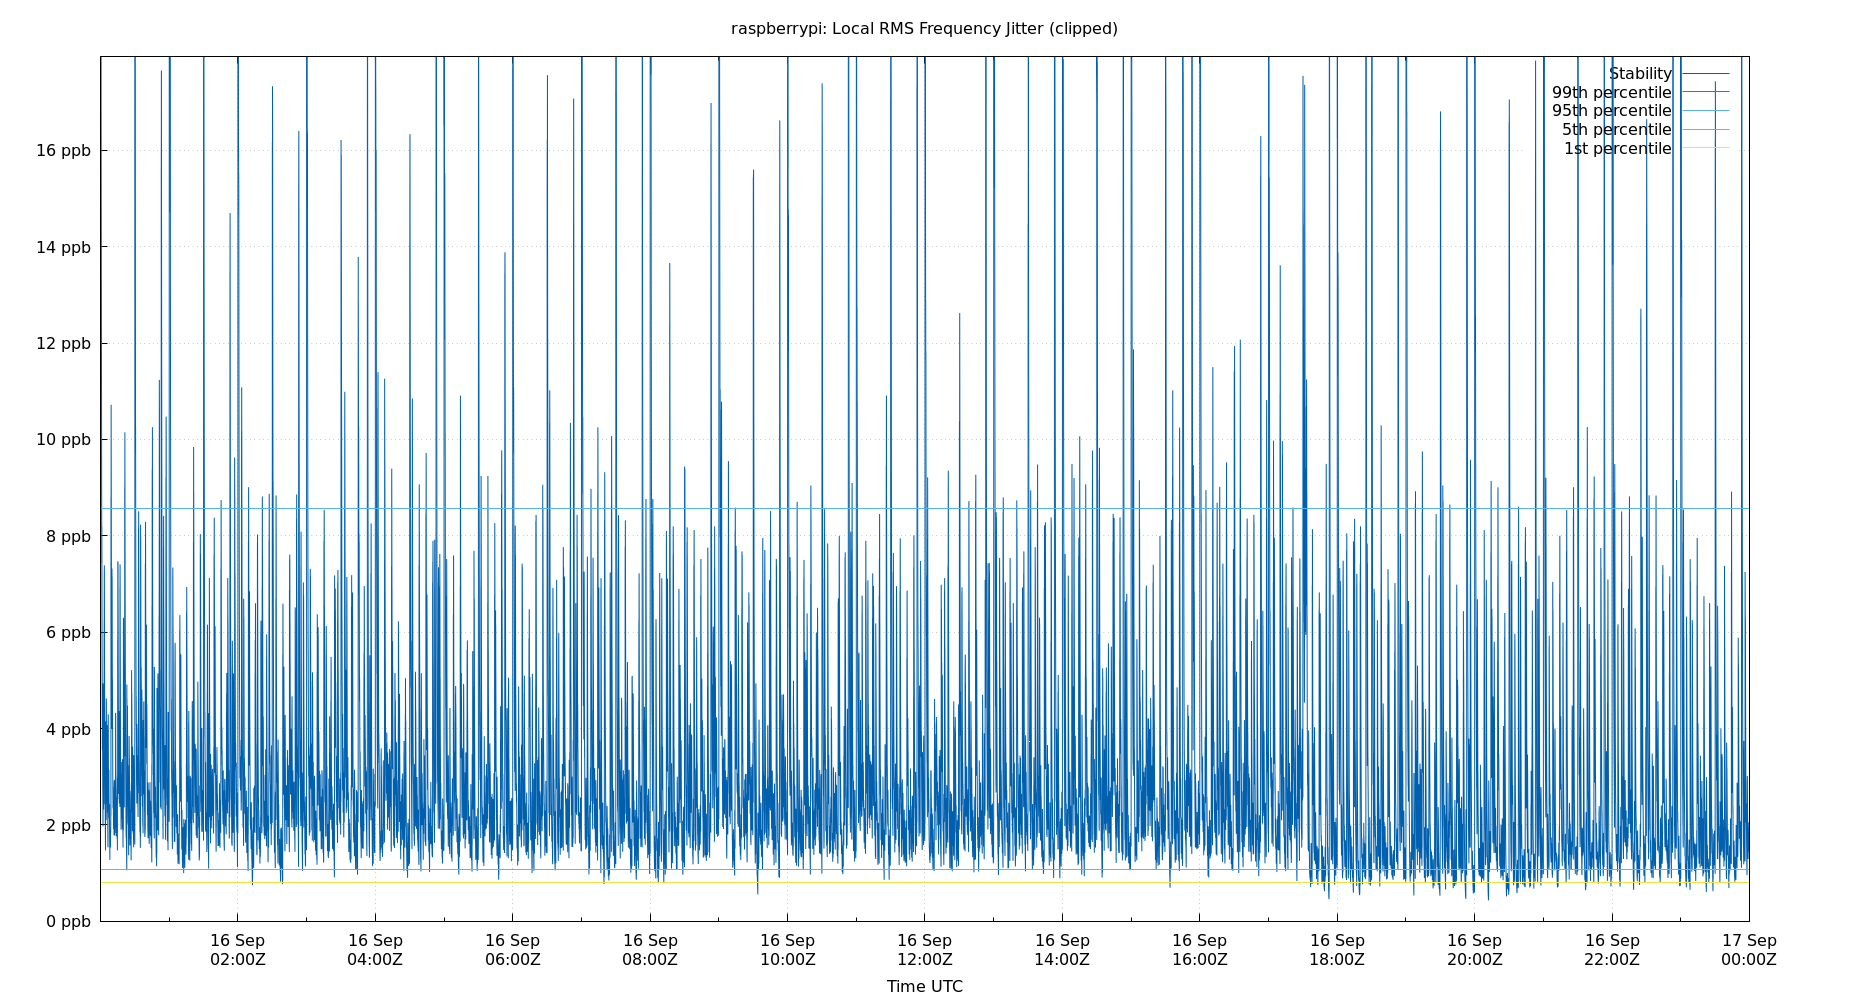 raspberrypi: Local RMS Frequency Jitter (clipped)
Stability
99th percentile
95th percentile
5th percentile
1st percentile
16 ppb
14 ppb
12 ppb
10 ppb
8 ppb
6 ppb
4 ppb
2 ppb
0 ppb
16 Sep 16 Sep 16 Sep 16 Sep 16 Sep 16 Sep 16 Sep 16 Sep 16 Sep 16 Sep 16 Sep 17 Sep
02:00Z 04:00Z 06:00Z 08:00Z 10:00Z 12:00Z 14:00Z 16:00Z 18:00Z 20:00Z 22:00Z 00:00Z
Time UTC